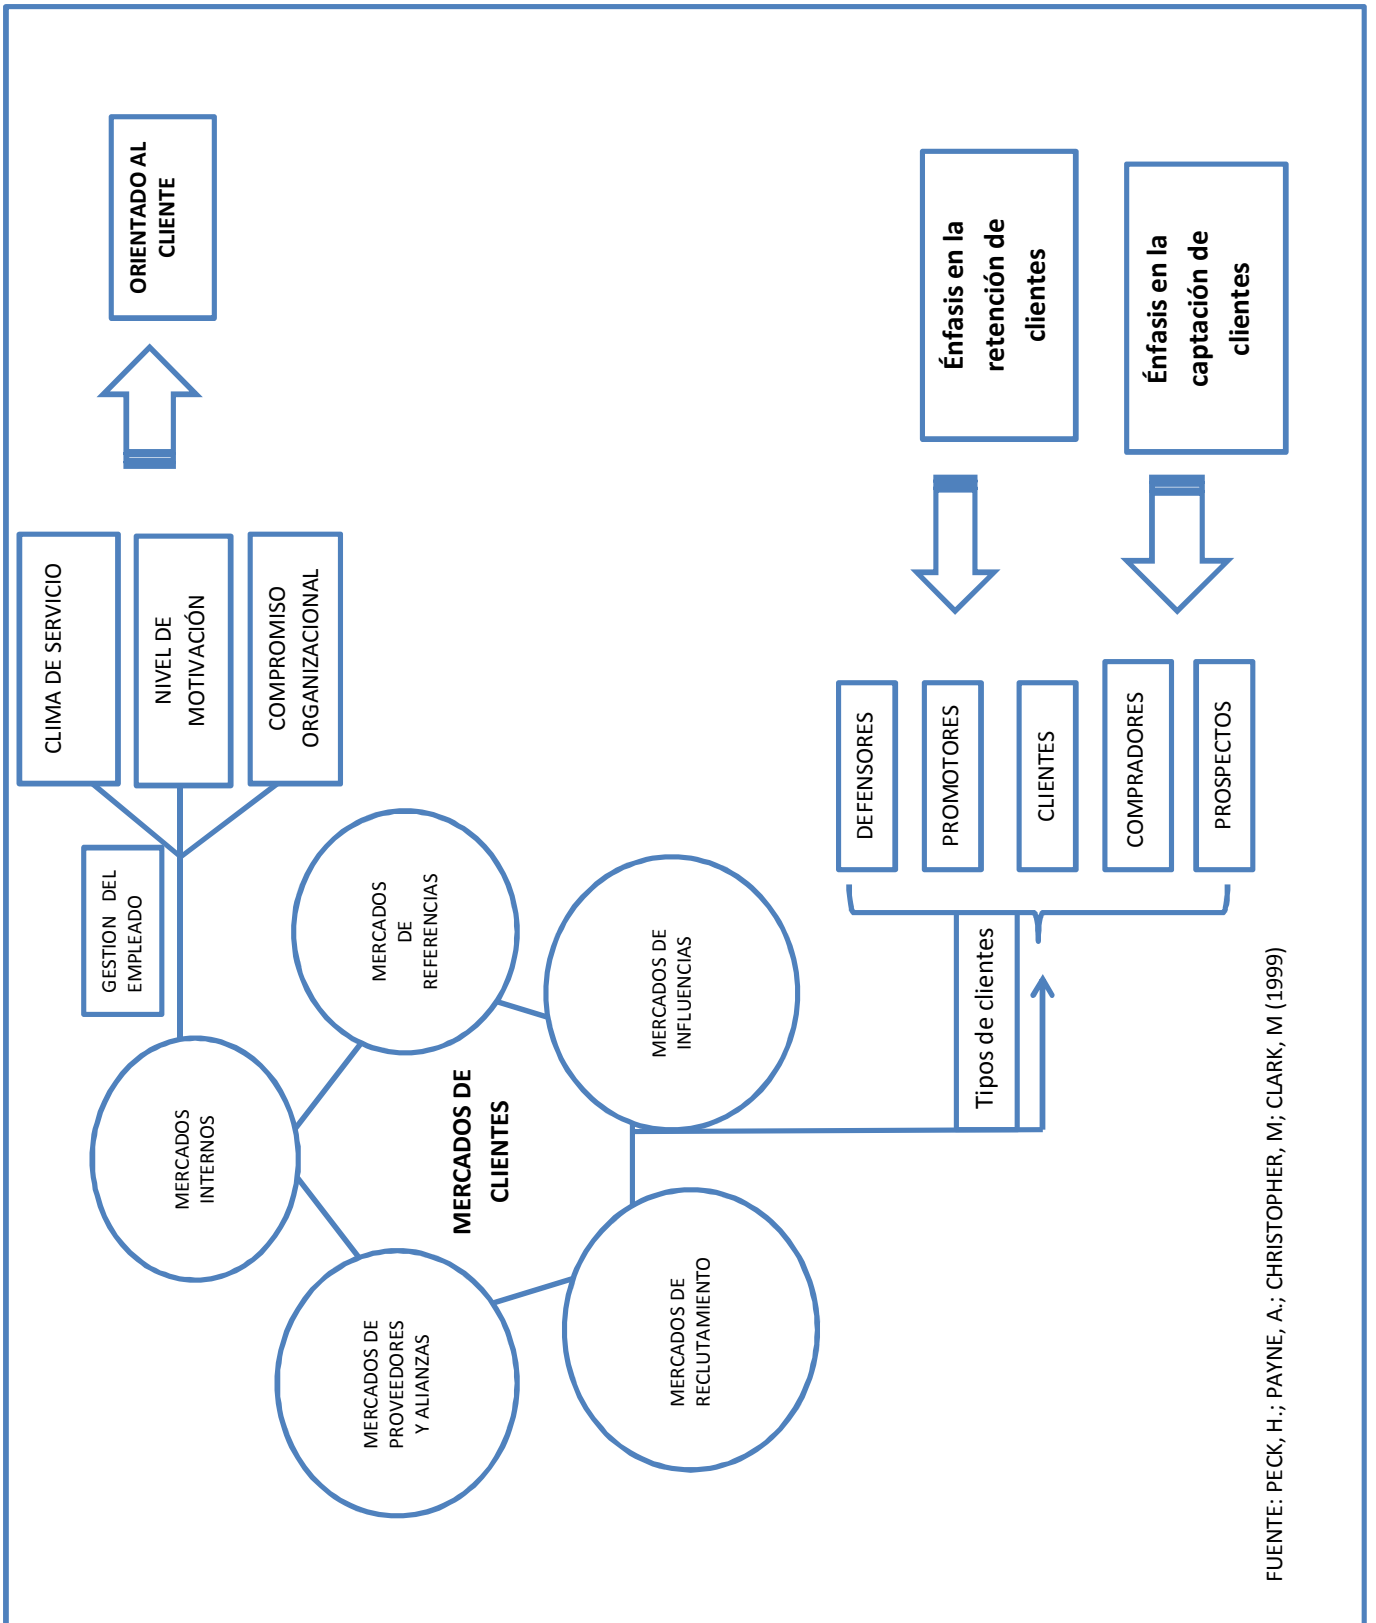 CLIMA DE SERVICIO
NIVEL DE
MOTIVACIÓN
COMPROMISO
ORGANIZACIONAL
ORIENTADO AL
CLIENTE
GESTION DEL
EMPLEADO
MERCADOS
INTERNOS
MERCADOS
DE
REFERENCIAS
MERCADOS DE
PROVEEDORES
Y ALIANZAS
MERCADOS DE
CLIENTES
MERCADOS DE
INFLUENCIAS
MERCADOS DE
RECLUTAMIENTO
Tipos de clientes
DEFENSORES
PROMOTORES
CLIENTES
COMPRADORES
PROSPECTOS
Énfasis en la
retención de
clientes
Énfasis en la
captación de
clientes
FUENTE: PECK, H.; PAYNE, A.; CHRISTOPHER, M; CLARK, M (1999)